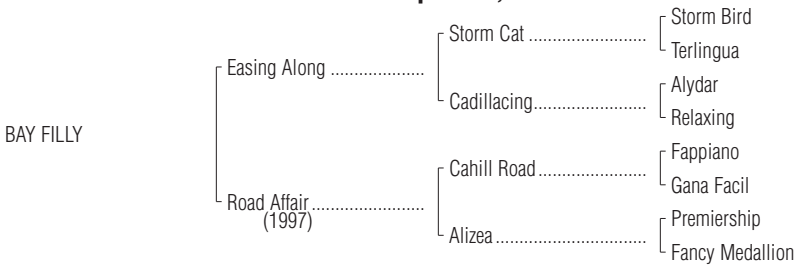 Storm Bird
Storm Cat ........................
Terlingua
Easing Along ...................
Alydar
Cadillacing.......................
Relaxing
BAY FILLY
Fappiano
Cahill Road......................
Gana Facil
Road Affair ......................
(1997)
Premiership
Alizea ..............................
Fancy Medallion